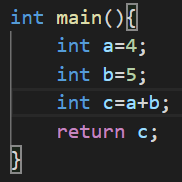 int main(){
    int a=4;
    int b=5;
    int c=a+b;
    return c;
}